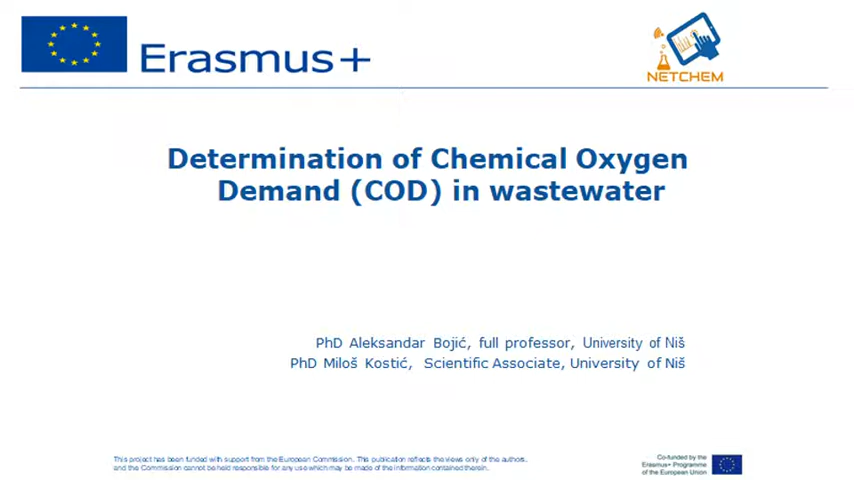 Erasmus+
NETCHEM
Determination of Chemical Oxygen
Demand (COD) in wastewater
PhD Aleksandar Bojić, full professor, University of Niš
PhD Miloš Kostić, Scientific Associate, University of Niš
This project has been funded with support from the European Commission. This publication reflects the views only of the authors,
and the Commission cannot be held responsible for any use which may be made of the information contained therein.
Co-funded by the
Erasmus+ Programme
of the European Union